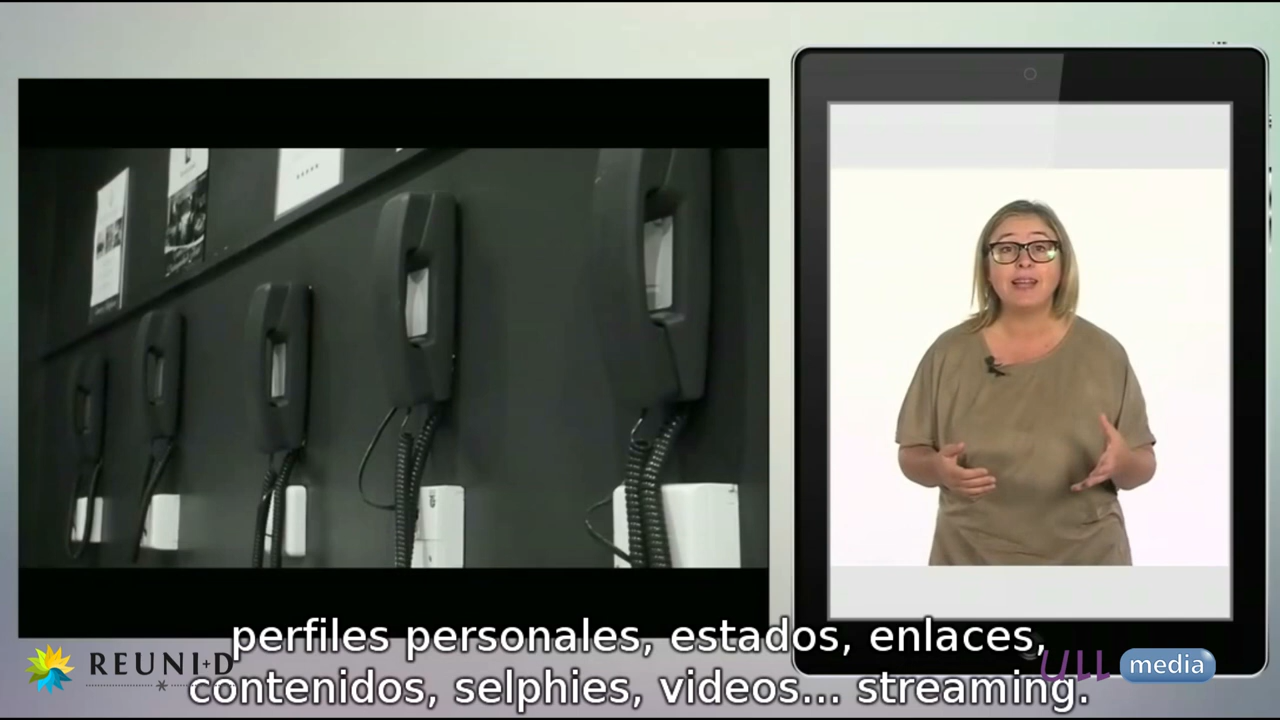 perfiles personales, estados, enlaces,
REUNI+D
ULL media
contenidos, selphies, videos... streaming.